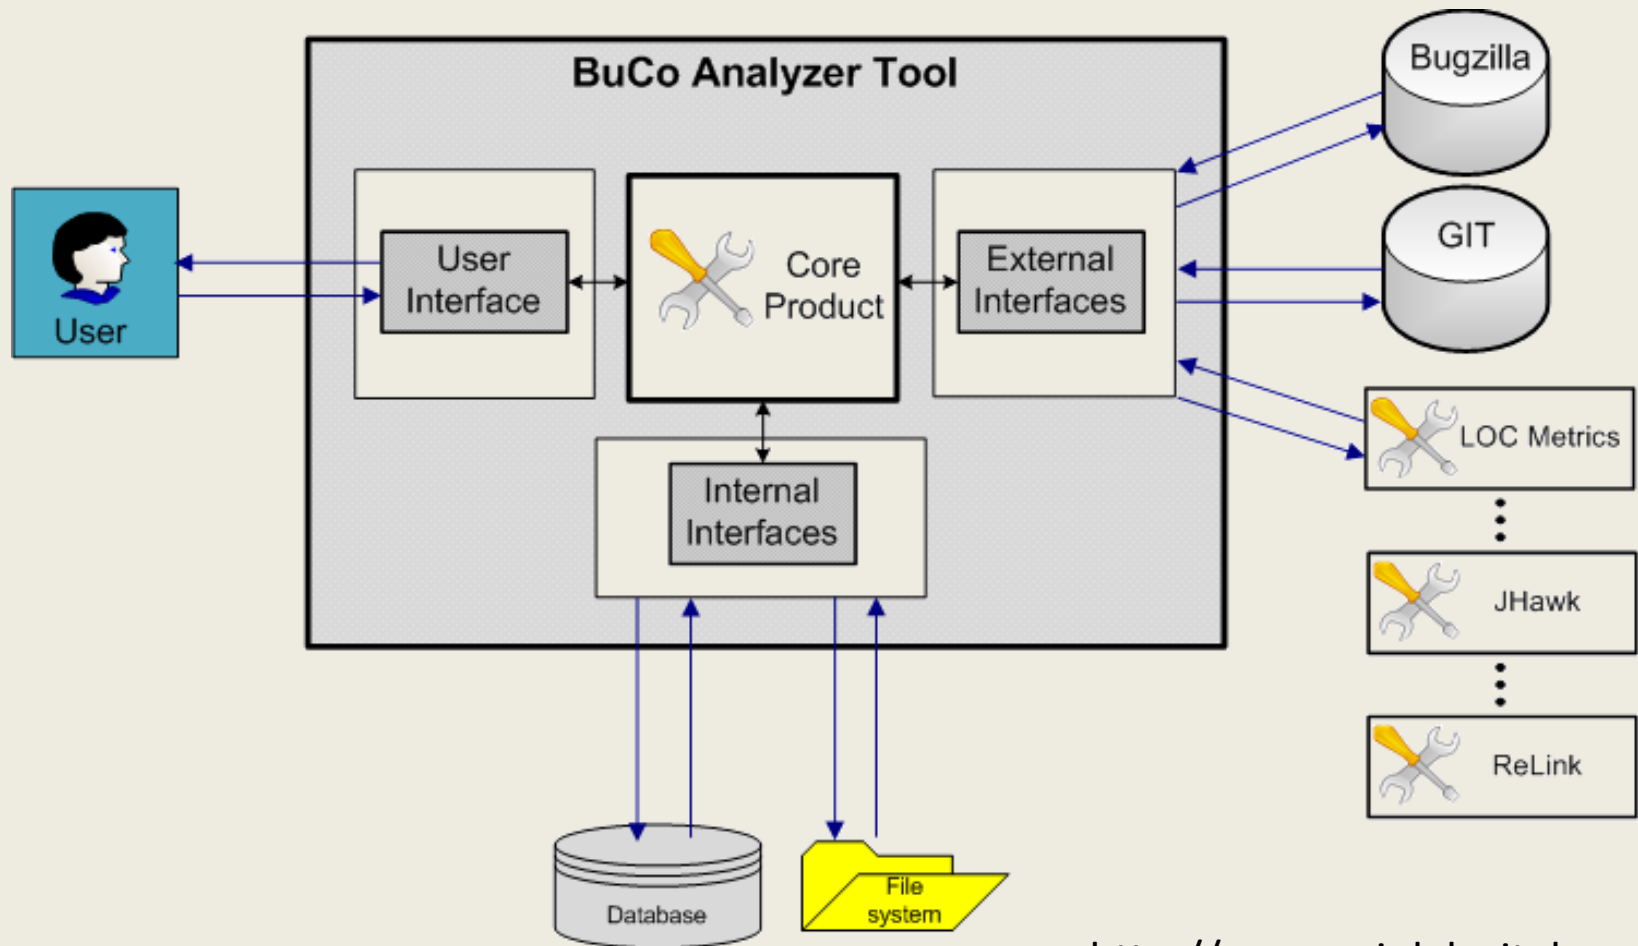 BuCo Analyzer Tool
Bugzilla
GIT
User
User
Interface
Core
Product
External
Interfaces
LOC Metrics
Internal
Interfaces
JHawk
ReLink
Database
File
system